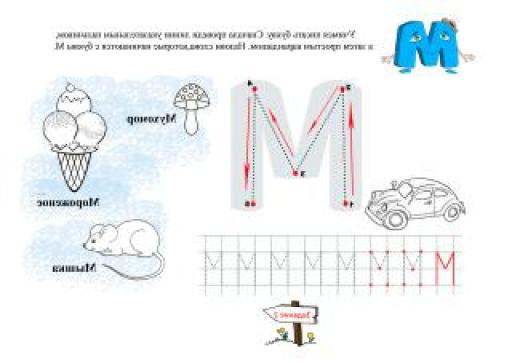 М
Учимся писать букву. Сначала проведи линии указательным пальчиком,
а затем простым карандашом. Назови слова,которые начинаются с буквы М.
М
2
4
3
1
Мухомор
Мороженое
Мышка
М М М М М М М
Задание